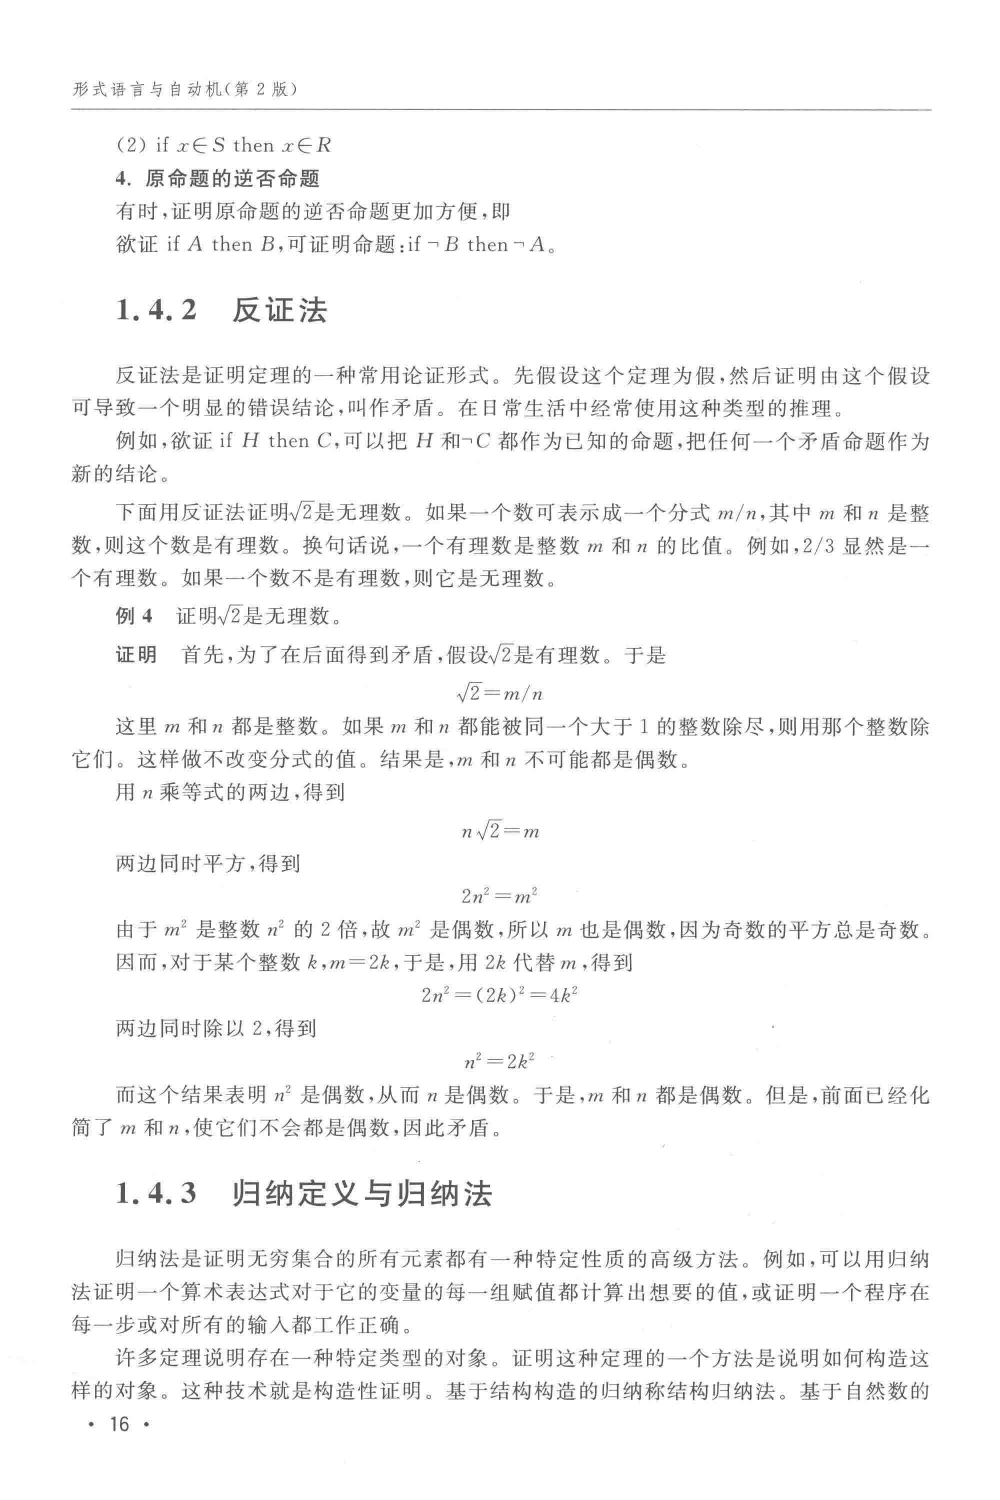 形式语言与自动机(第 2 版)
(2) if x∈S then x∈R
4. 原命题的逆否命题
有时,证明原命题的逆否命题更加方便,即
欲证 if A then B,可证明命题:if ¬B then ¬A。
1.4.2 反证法
反证法是证明定理的一种常用论证形式。先假设这个定理为假,然后证明由这个假设
可导致一个明显的错误结论,叫作矛盾。在日常生活中经常使用这种类型的推理。
例如,欲证 if H then C,可以把 H 和¬C 都作为已知的命题,把任何一个矛盾命题作为
新的结论。
下面用反证法证明√2是无理数。如果一个数可表示成一个分式 m/n,其中 m 和 n 是整
数,则这个数是有理数。换句话说,一个有理数是整数 m 和 n 的比值。例如,2/3 显然是一
个有理数。如果一个数不是有理数,则它是无理数。
例 4 证明√2是无理数。
证明 首先,为了在后面得到矛盾,假设√2是有理数。于是
√2=m/n
这里 m 和 n 都是整数。如果 m 和 n 都能被同一个大于 1 的整数除尽,则用那个整数除
它们。这样做不改变分式的值。结果是,m 和 n 不可能都是偶数。
用 n 乘等式的两边,得到
n√2=m
两边同时平方,得到
2n²=m²
由于 m² 是整数 n² 的 2 倍,故 m² 是偶数,所以 m 也是偶数,因为奇数的平方总是奇数。
因而,对于某个整数 k,m=2k,于是,用 2k 代替 m,得到
2n²=(2k)²=4k²
两边同时除以 2,得到
n²=2k²
而这个结果表明 n² 是偶数,从而 n 是偶数。于是,m 和 n 都是偶数。但是,前面已经化
简了 m 和 n,使它们不会都是偶数,因此矛盾。
1.4.3 归纳定义与归纳法
归纳法是证明无穷集合的所有元素都有一种特定性质的高级方法。例如,可以用归纳
法证明一个算术表达式对于它的变量的每一组赋值都计算出想要的值,或证明一个程序在
每一步或对所有的输入都工作正确。
许多定理说明存在一种特定类型的对象。证明这种定理的一个方法是说明如何构造这
样的对象。这种技术就是构造性证明。基于结构构造的归纳称结构归纳法。基于自然数的
· 16 ·